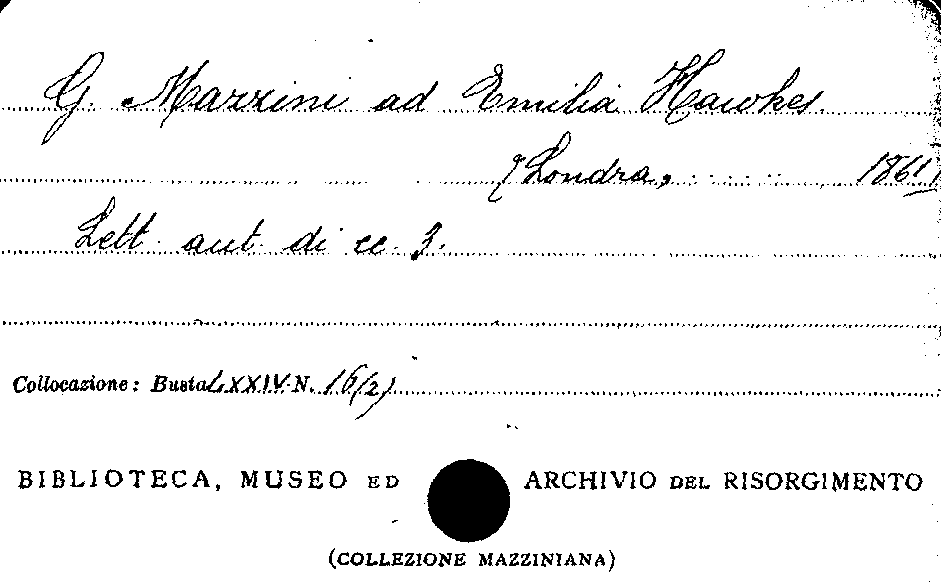 G. Mazzini ad Emilia Hawkes.
[Londra, ...... 1861]
Lett. aut. di cc. 3.
Collocazione: Busta LXXIV N. 16(2)
BIBLIOTECA, MUSEO ED ARCHIVIO DEL RISORGIMENTO
(COLLEZIONE MAZZINIANA)